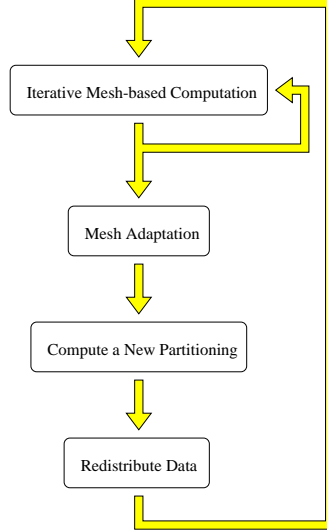 Iterative Mesh-based Computation
Mesh Adaptation
Compute a New Partitioning
Redistribute Data